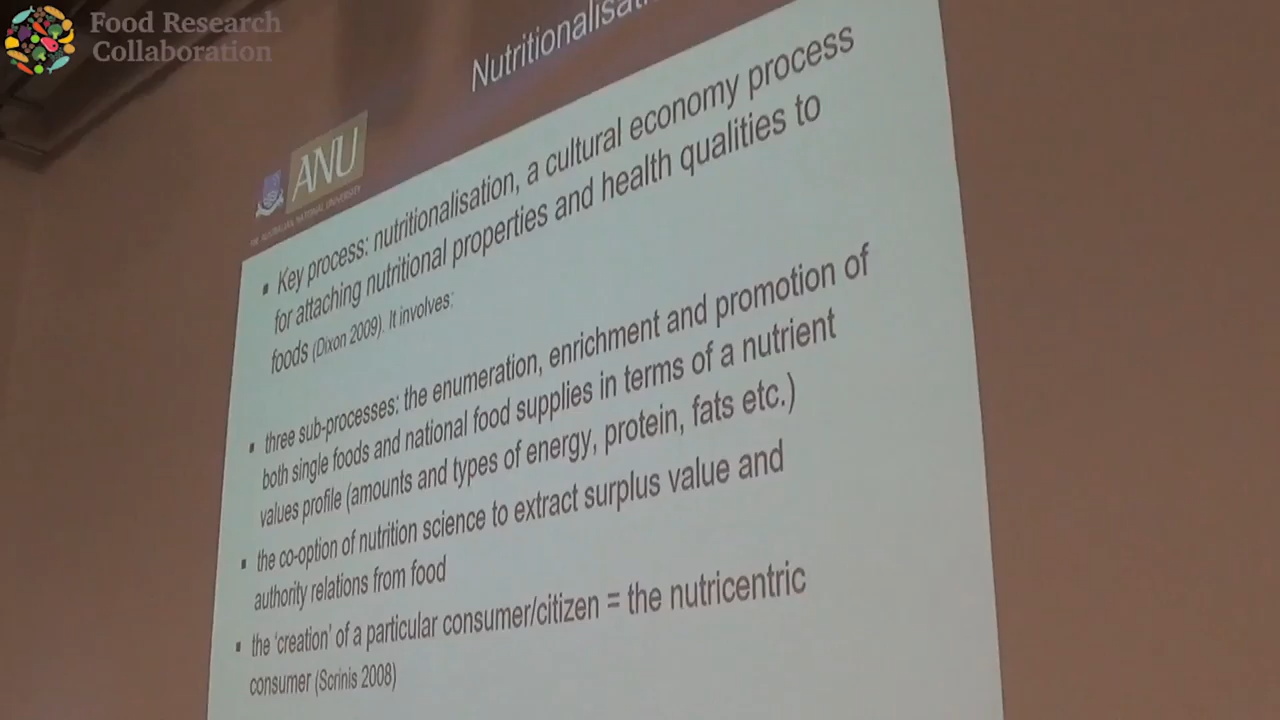 Food Research
Collaboration
ANU
THE AUSTRALIAN NATIONAL UNIVERSITY
▪ Key process: nutritionalisation, a cultural economy process
for attaching nutritional properties and health qualities to
foods (Dixon 2009). It involves:
▪ three sub-processes: the enumeration, enrichment and promotion of
both single foods and national food supplies in terms of a nutrient
values profile (amounts and types of energy, protein, fats etc.)
▪ the co-option of nutrition science to extract surplus value and
authority relations from food
▪ the 'creation' of a particular consumer/citizen = the nutricentric
consumer (Scrinis 2008)